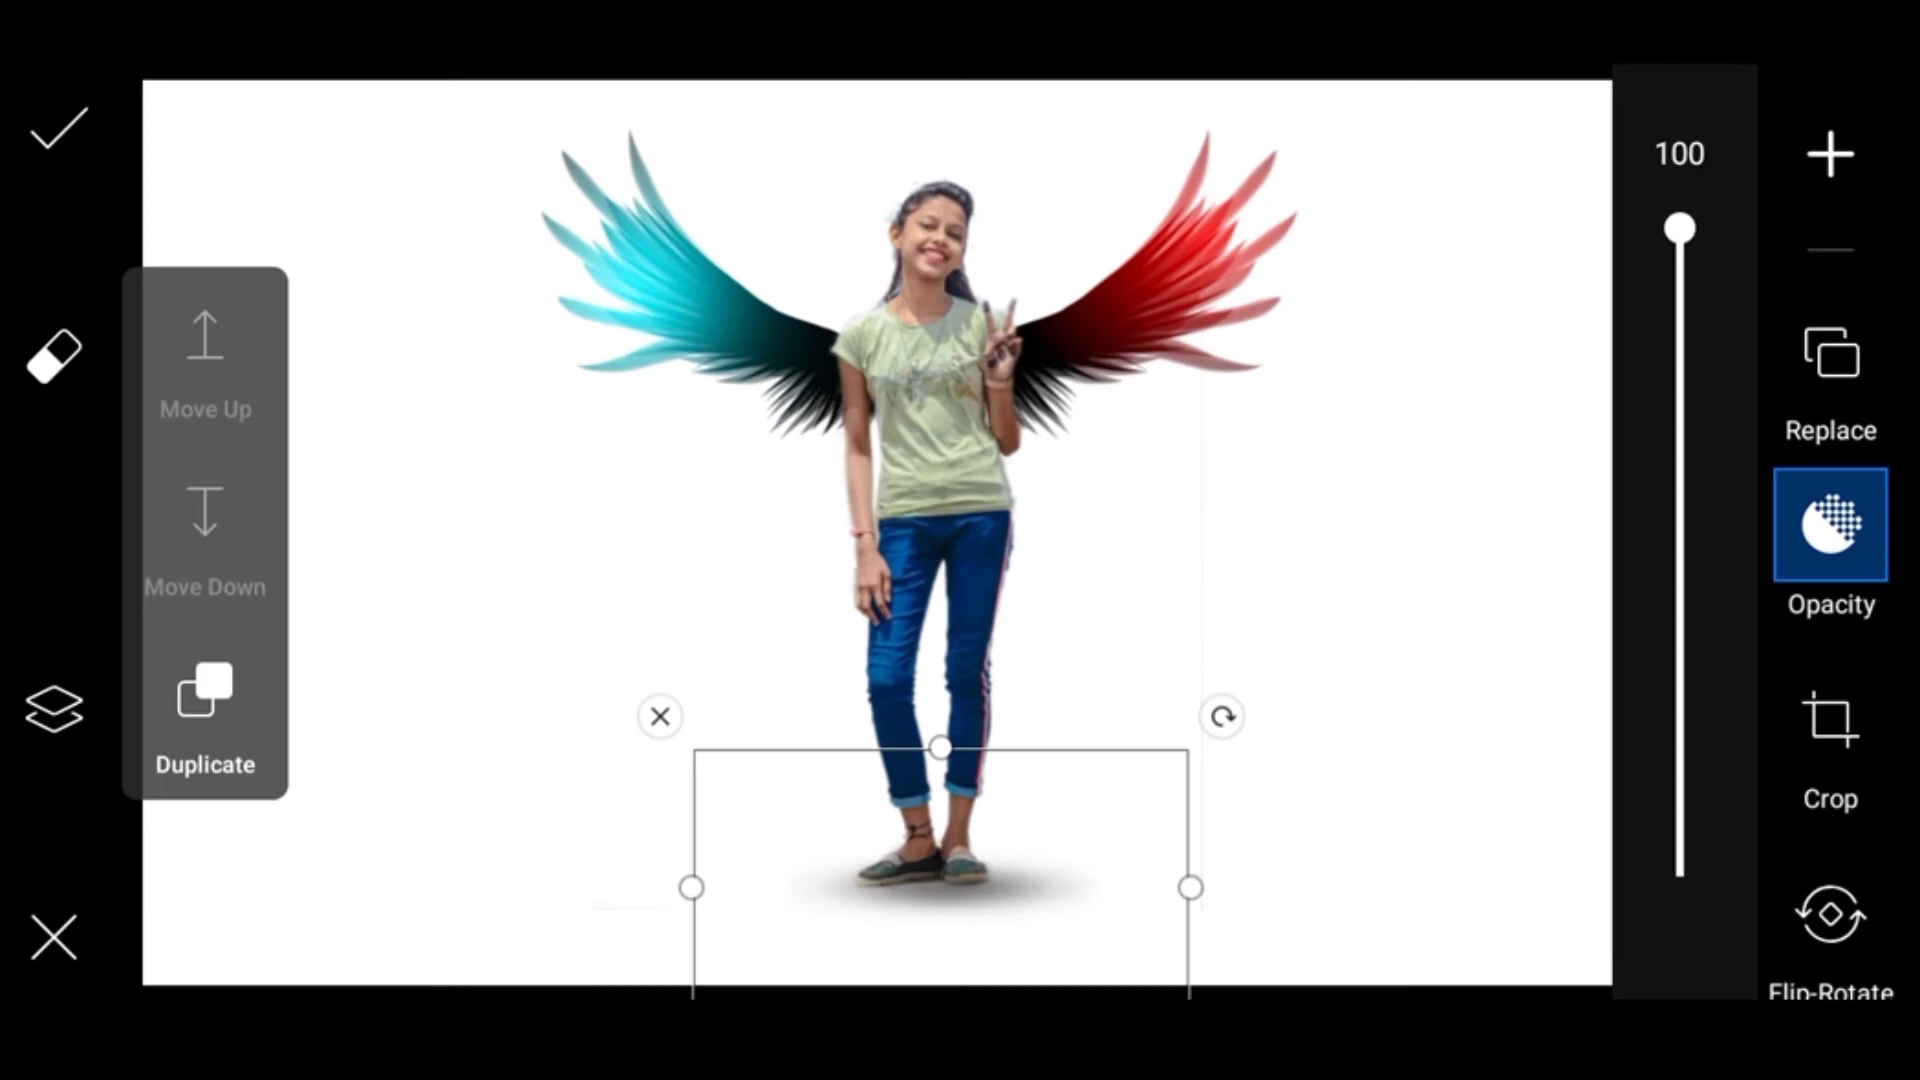 100
Move Up
Move Down
Duplicate
Replace
Opacity
Crop
Flip-Rotate